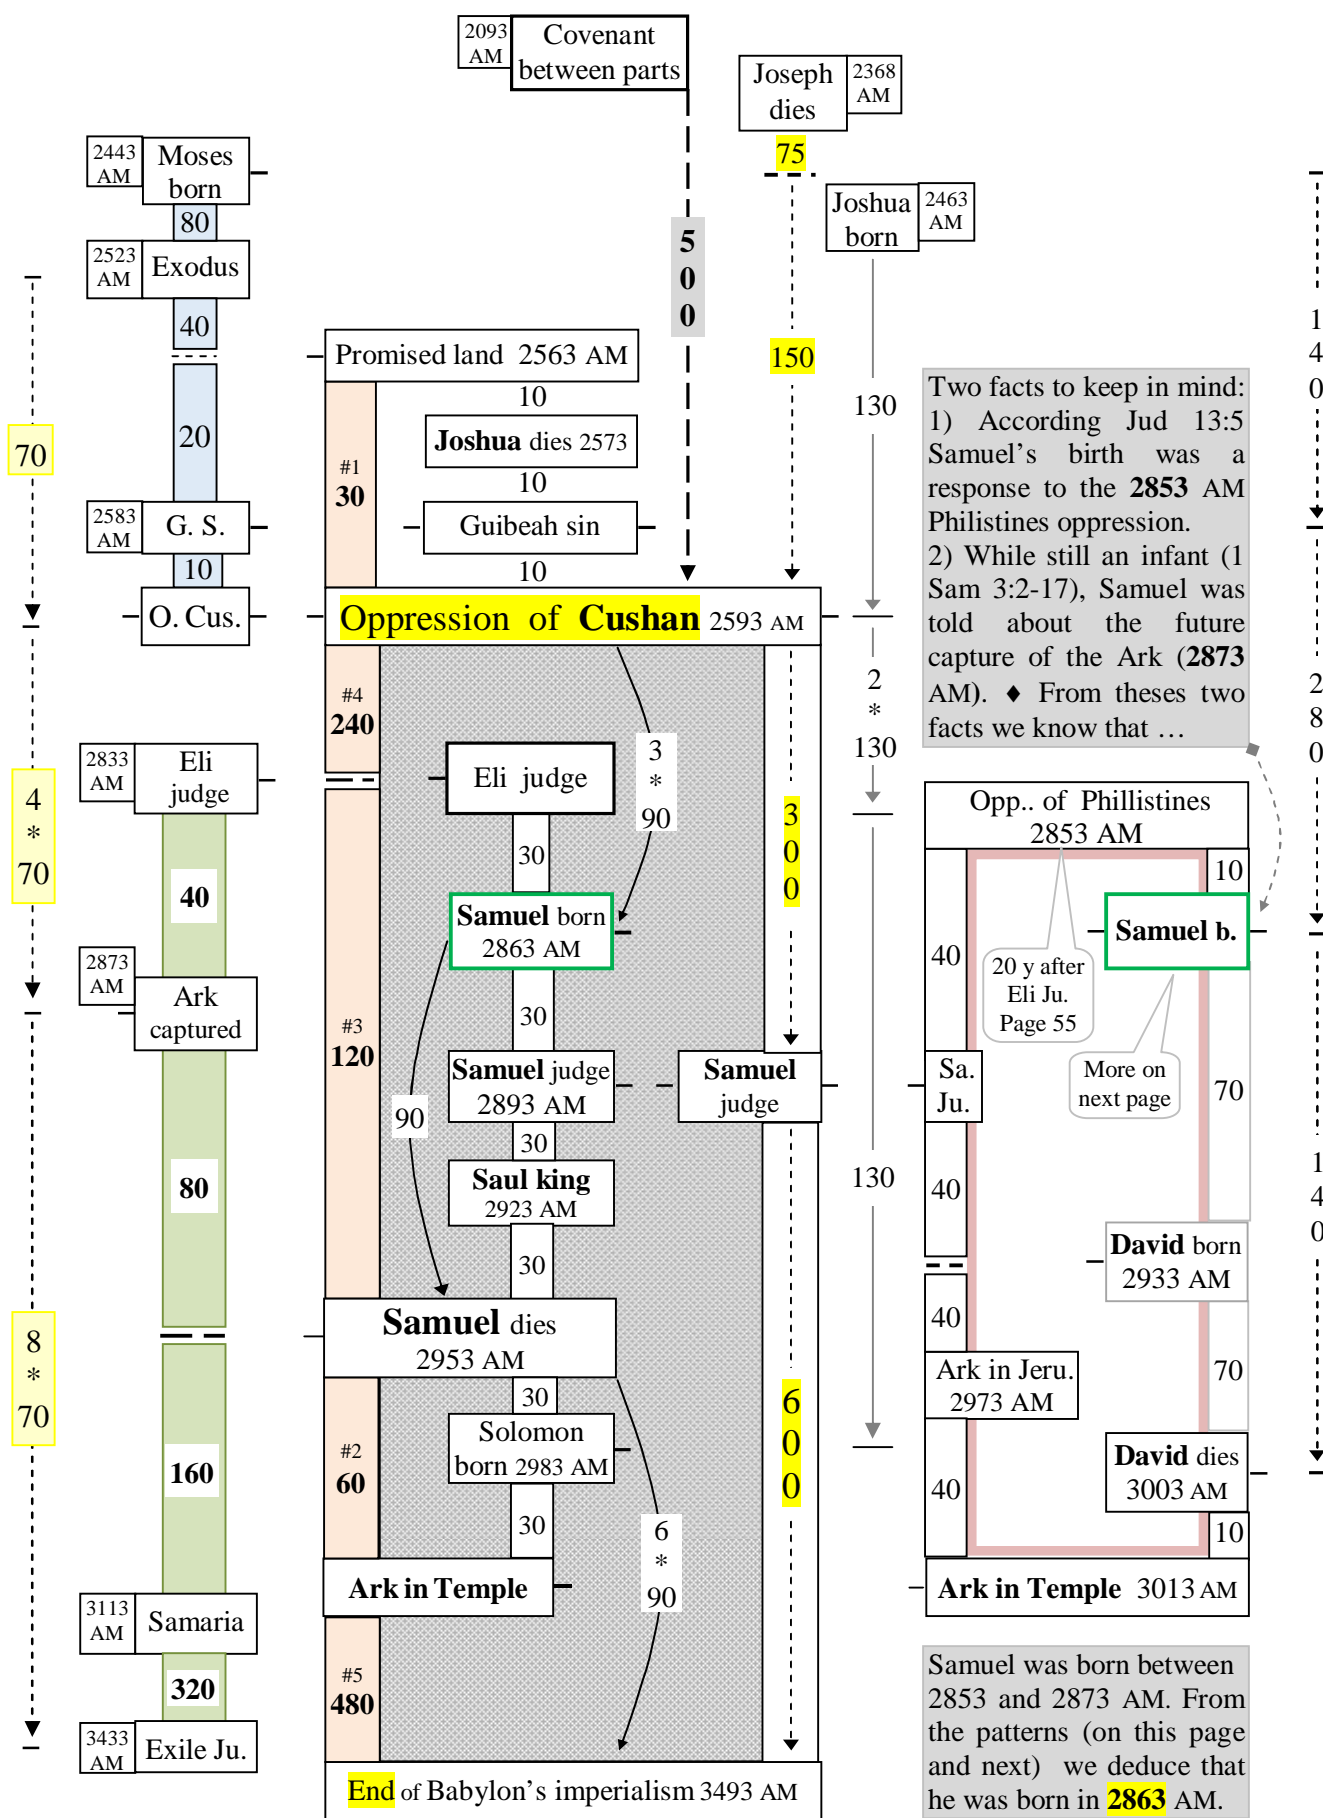 2093
AM
Covenant
between parts
Joseph
dies
2368
AM
75
2443
AM
Moses
born
80
2523
AM
Exodus
40
20
2583
AM
G. S.
10
O. Cus.
70
4
*
70
8
*
70
2833
AM
Eli
judge
40
2873
AM
Ark
captured
80
160
3113
AM
Samaria
320
3433
AM
Exile Ju.
5
0
0
150
Joshua
born
2463
AM
130
Promised land 2563 AM
10
Joshua dies 2573
10
Guibeah sin
10
#1
30
Oppression of Cushan 2593 AM
#4
240
#3
120
#2
60
#5
480
3
*
90
Eli judge
30
Samuel born
2863 AM
30
Samuel judge
2893 AM
30
Saul king
2923 AM
30
90
Samuel dies
2953 AM
30
Solomon
born 2983 AM
30
Ark in Temple
6
*
90
End of Babylon’s imperialism 3493 AM
3
0
0
Samuel
judge
6
0
0
2
*
130
130
Two facts to keep in mind:
1) According Jud 13:5
Samuel’s birth was a
response to the 2853 AM
Philistines oppression.
2) While still an infant (1
Sam 3:2-17), Samuel was
told about the future
capture of the Ark (2873
AM). ♦ From theses two
facts we know that …
Opp.. of Phillistines
2853 AM
10
40
Samuel b.
20 y after
Eli Ju.
Page 55
More on
next page
Sa.
Ju.
70
40
David born
2933 AM
40
Ark in Jeru.
2973 AM
70
40
David dies
3003 AM
10
Ark in Temple 3013 AM
Samuel was born between
2853 and 2873 AM. From
the patterns (on this page
and next) we deduce that
he was born in 2863 AM.
1
4
0
2
8
0
1
4
0